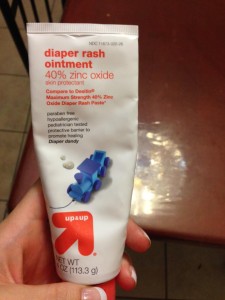 diaper rash
ointment
40% zinc oxide
skin protectant
Compare to Desitin®
Maximum Strength 40% Zinc
Oxide Diaper Rash Paste*
paraben free
hypoallergenic
pediatrician tested
protective barrier to
promote healing
Diaper dandy
up&up
NET WT
OZ (113.3 g)